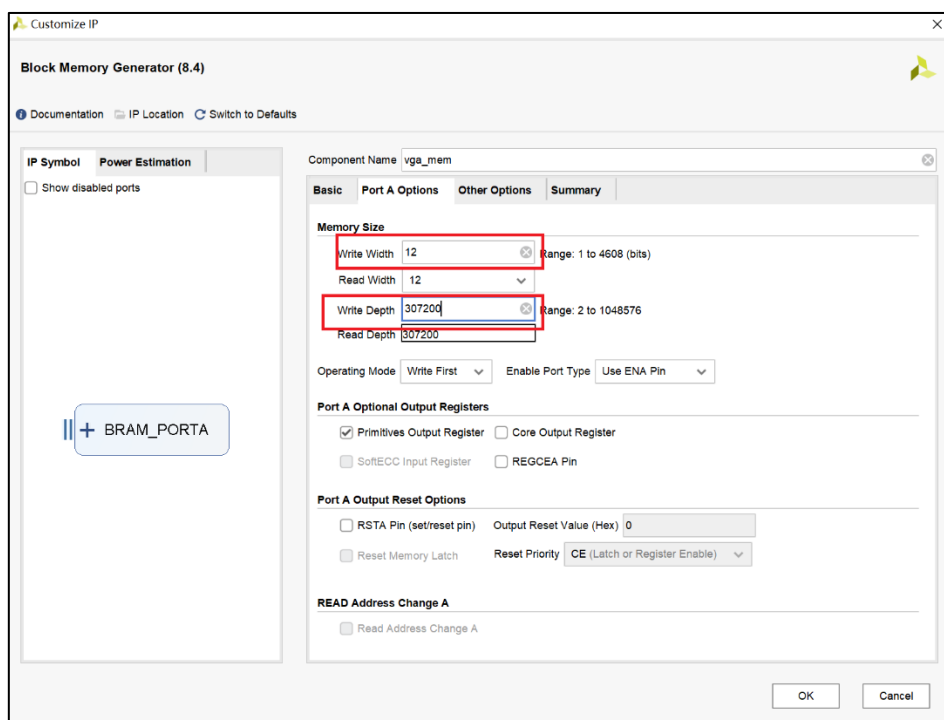 Customize IP
Block Memory Generator (8.4)
Documentation IP Location Switch to Defaults
IP Symbol Power Estimation
Show disabled ports
BRAM_PORTA
Component Name vga_mem
Basic Port A Options Other Options Summary
Memory Size
Write Width 12 Range: 1 to 4608 (bits)
Read Width 12
Write Depth 307200 Range: 2 to 1048576
Read Depth 307200
Operating Mode Write First Enable Port Type Use ENA Pin
Port A Optional Output Registers
Primitives Output Register Core Output Register
SoftECC Input Register REGCEA Pin
Port A Output Reset Options
RSTA Pin (set/reset pin) Output Reset Value (Hex) 0
Reset Memory Latch Reset Priority CE (Latch or Register Enable)
READ Address Change A
Read Address Change A
OK Cancel